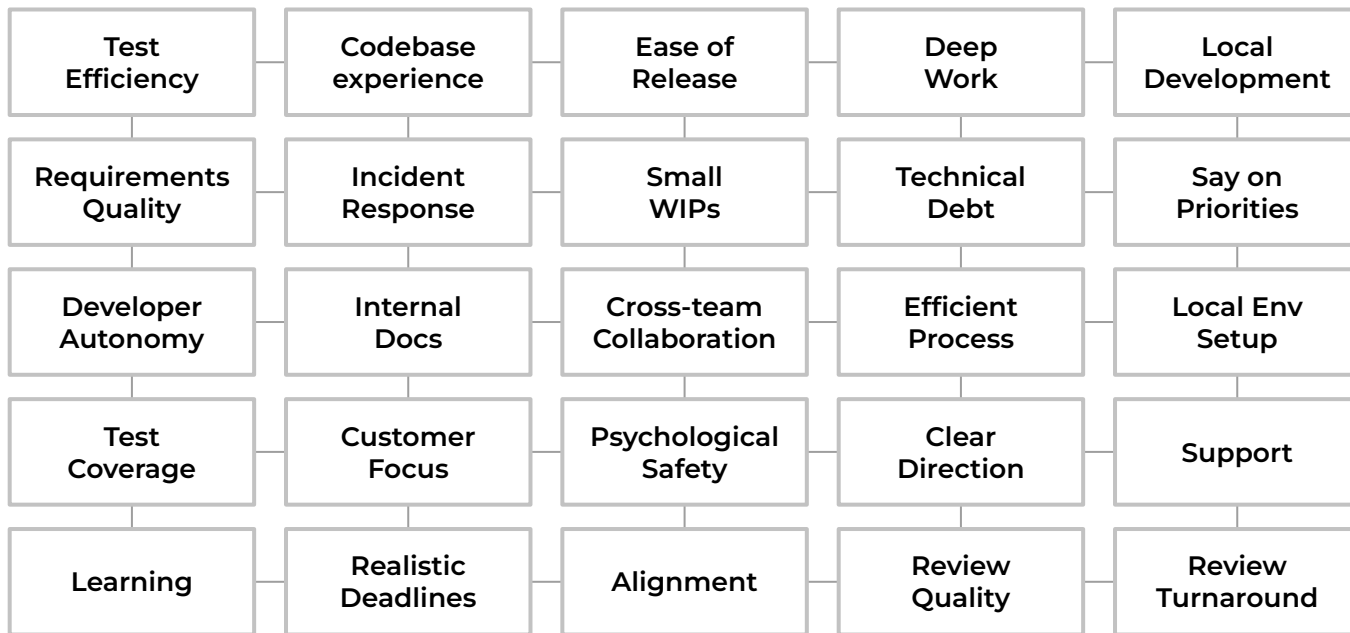 Test
Efficiency
Codebase
experience
Ease of
Release
Deep
Work
Local
Development
Requirements
Quality
Incident
Response
Small
WIPs
Technical
Debt
Say on
Priorities
Developer
Autonomy
Internal
Docs
Cross-team
Collaboration
Efficient
Process
Local Env
Setup
Test
Coverage
Customer
Focus
Psychological
Safety
Clear
Direction
Support
Learning
Realistic
Deadlines
Alignment
Review
Quality
Review
Turnaround